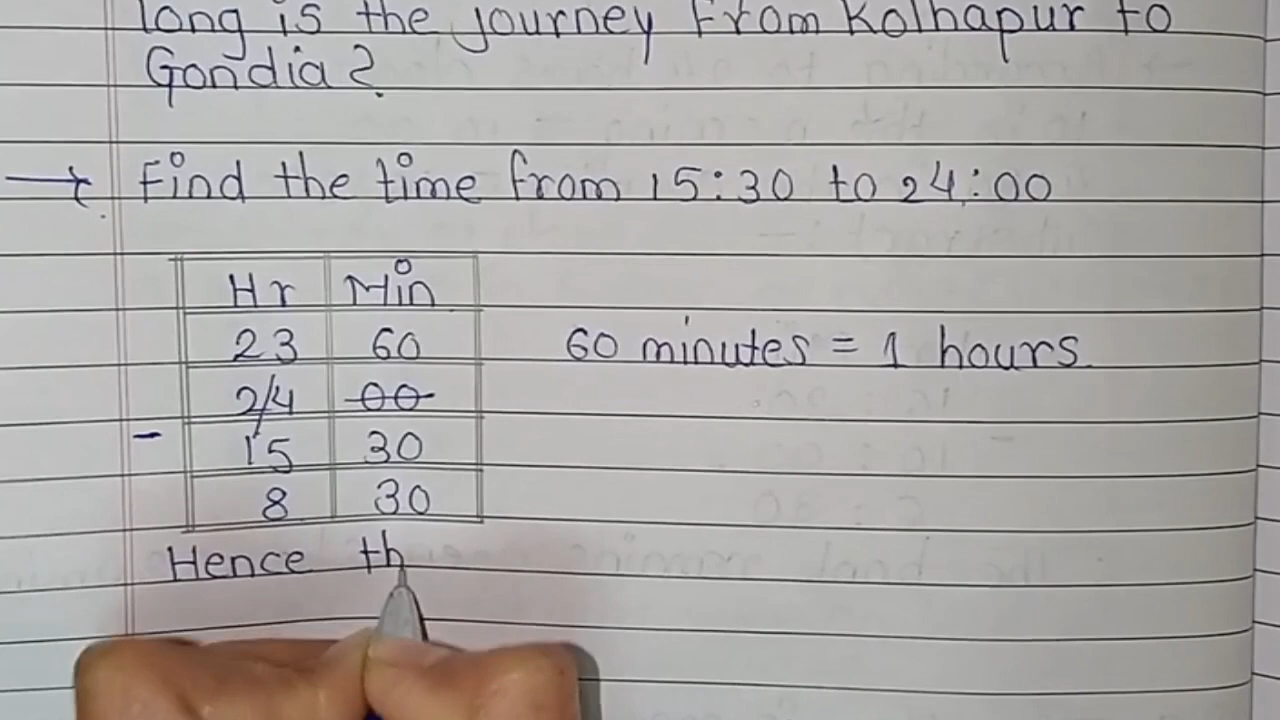 long is the journey from Kolhapur to
Gondia?
→ Find the time from 15:30 to 24:00
Hr Min
23 60 60 minutes = 1 hours
24 00
- 15 30
8 30
Hence th